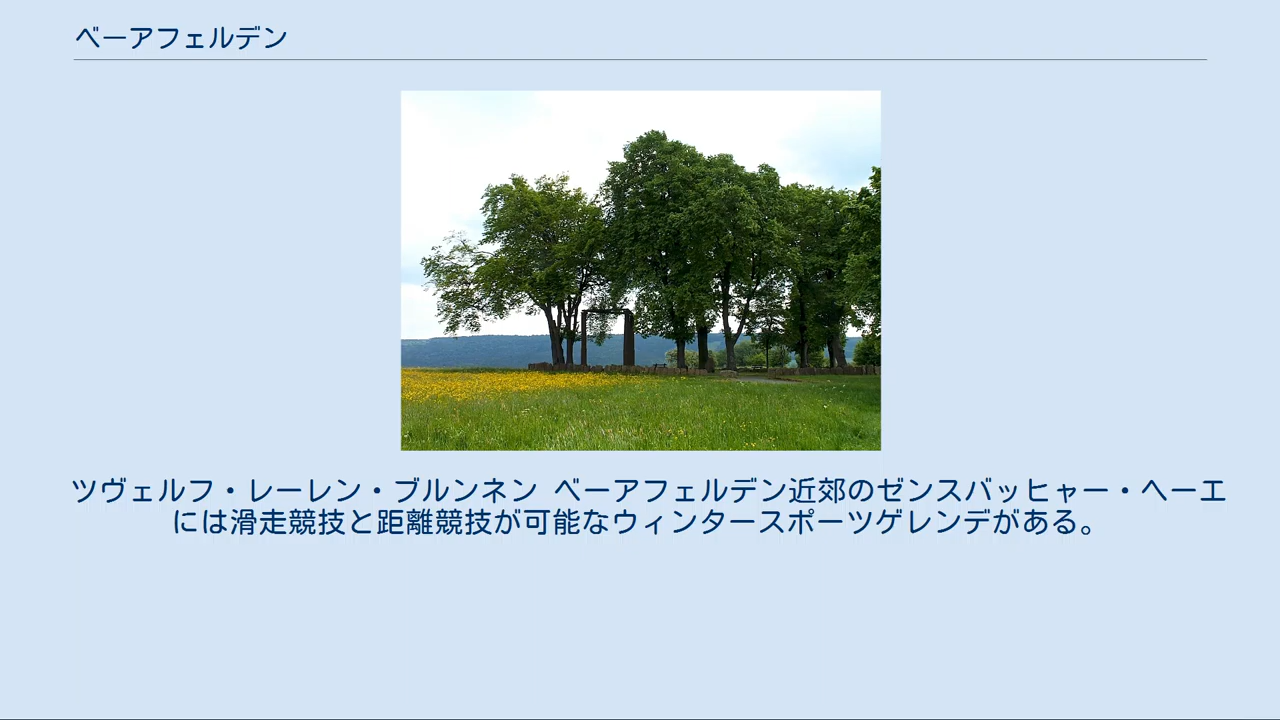 ベーアフェルデン
ツヴェルフ・レーレン・ブルンネン ベーアフェルデン近郊のゼンスバッヒャー・ヘーエ
には滑走競技と距離競技が可能なウィンタースポーツゲレンデがある。